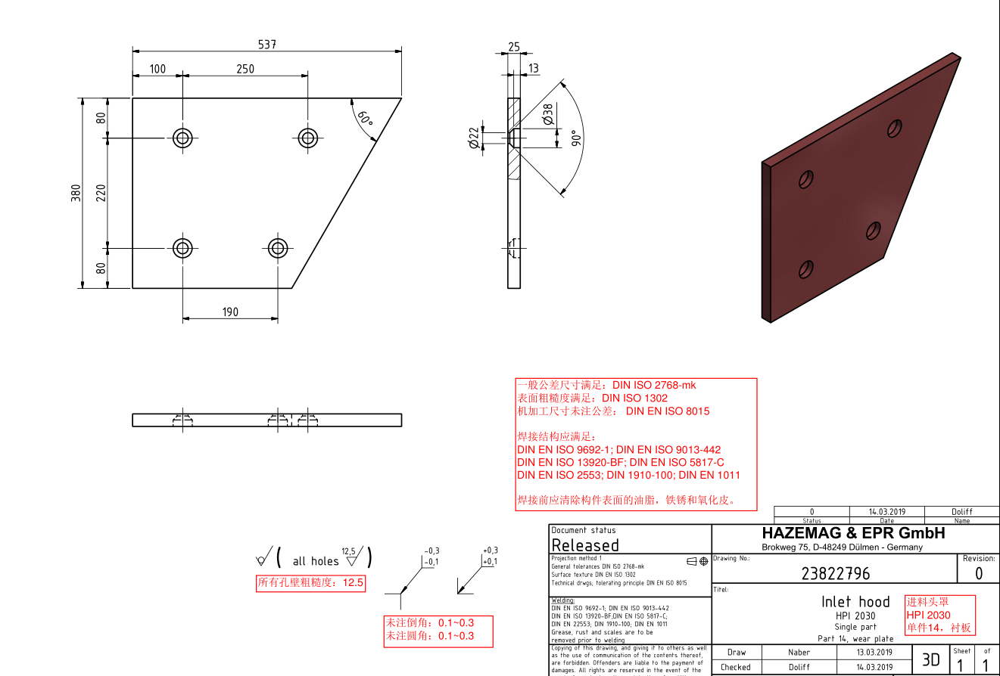 537
100
250
80
60°
220
380
80
190
25
13
Ø38
Ø22
90°
一般公差尺寸满足：DIN ISO 2768-mk
表面粗糙度满足：DIN ISO 1302
机加工尺寸未注公差： DIN EN ISO 8015
焊接结构应满足：
DIN EN ISO 9692-1; DIN EN ISO 9013-442
DIN EN ISO 13920-BF; DIN EN ISO 5817-C
DIN EN ISO 2553; DIN 1910-100; DIN EN 1011
焊接前应清除构件表面的油脂，铁锈和氧化皮。
( all holes 12,5 )
所有孔壁粗糙度：12.5
-0,3
-0,1
+0,3
+0,1
未注倒角：0.1~0.3
未注圆角：0.1~0.3
0 14.03.2019 Doliff
Status Date Name
Document status
Released
HAZEMAG & EPR GmbH
Brokweg 75, D-48249 Dülmen - Germany
Projection method 1
General tolerances DIN ISO 2768-mk
Surface texture DIN EN ISO 1302
Technical drwgs; tolerating principle DIN EN ISO 8015
Drawing No.:
23822796
Revision:
0
Welding:
DIN EN ISO 9692-1; DIN EN ISO 9013-442
DIN EN ISO 13920-BF;DIN EN ISO 5817-C;
DIN EN 22553; DIN 1910-100; DIN EN 1011
Grease, rust and scales are to be
removed prior to welding
Titel:
Inlet hood
HPI 2030
Single part
Part 14, wear plate
进料头罩
HPI 2030
单件14，衬板
Copying of this drawing, and giving it to others as well
as the use of communication of the contents thereof,
are forbidden. Offenders are liable to the payment of
damages. All rights are reserved in the event of the
Draw Naber 13.03.2019
Checked Doliff 14.03.2019
3D
Sheet
1
of
1